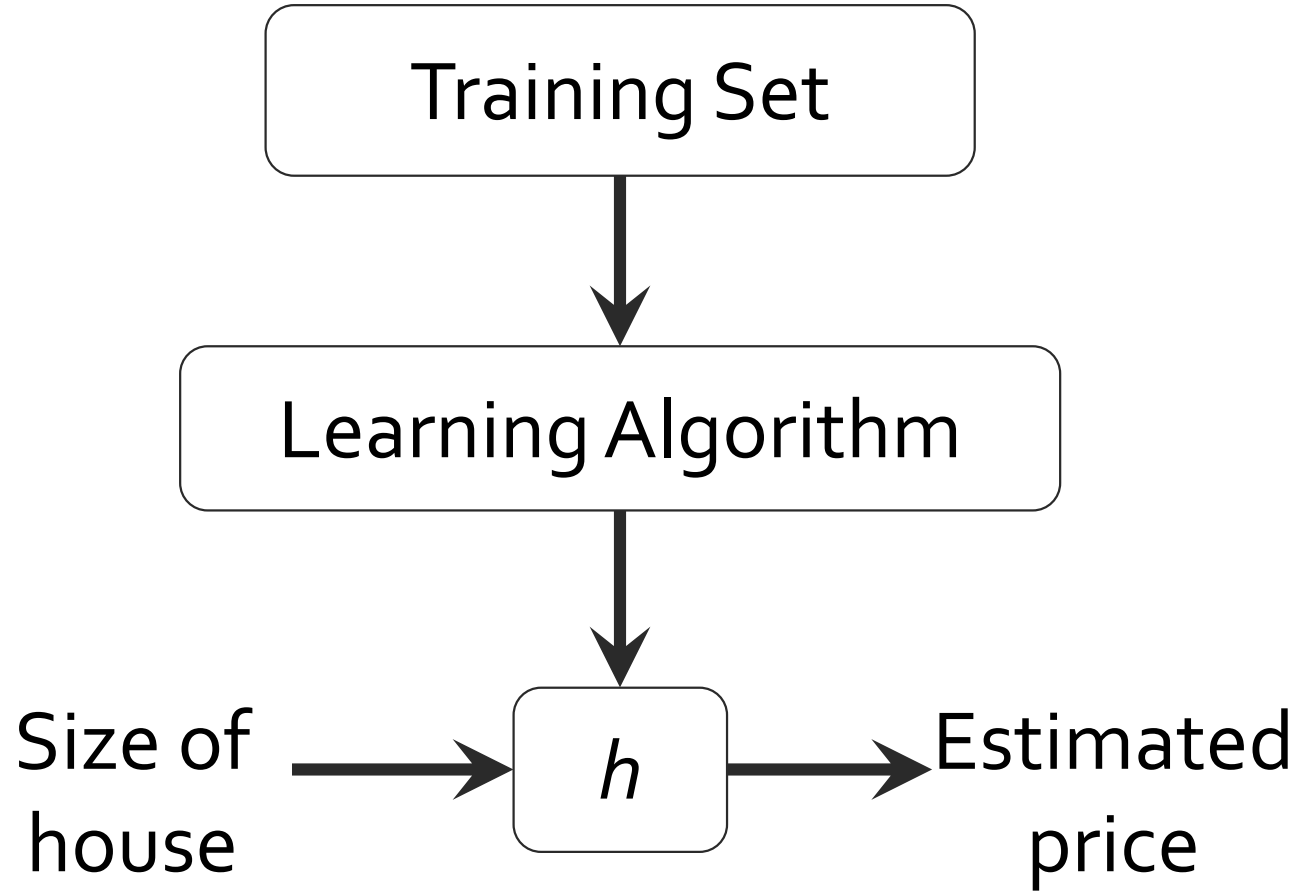 Training Set
Learning Algorithm
Size of
house
h
Estimated
price